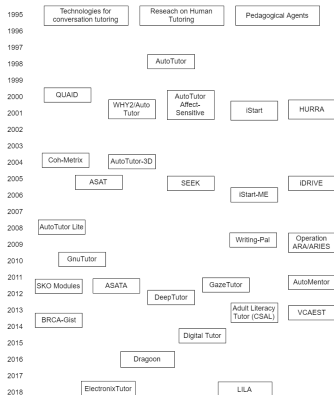 1995
Technologies for
conversation tutoring
Reseach on Human
Tutoring
Pedagogical Agents
1996
1997
1998
AutoTutor
1999
2000
QUAID
AutoTutor
Affect-
Sensitive
2001
WHY2/Auto
Tutor
iStart
HURRA
2002
2003
2004
Coh-Metrix
AutoTutor-3D
2005
ASAT
SEEK
iDRIVE
2006
iStart-ME
2007
2008
AutoTutor Lite
2009
Writing-Pal
Operation
ARA/ARIES
2010
GnuTutor
2011
SKO Modules
ASATA
GazeTutor
AutoMentor
2012
DeepTutor
2013
Adult Literacy
Tutor (CSAL)
VCAEST
2014
BRCA-Gist
2015
Digital Tutor
2016
Dragoon
2017
2018
ElectronixTutor
LILA